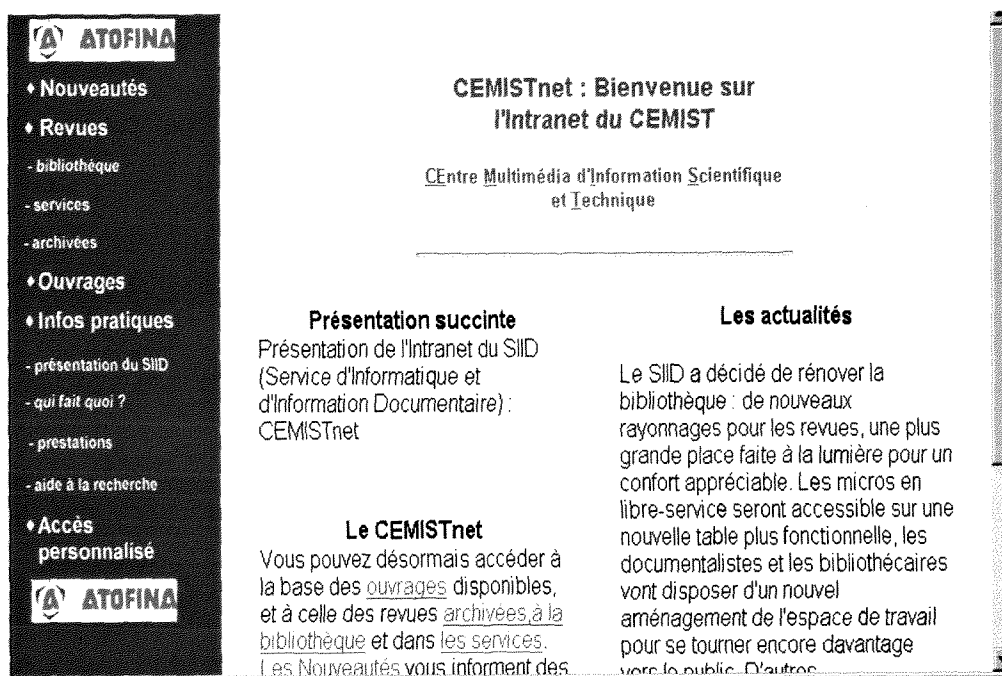 ATOFINA
♦ Nouveautés
♦ Revues
- bibliothéque
- services
- archivées
♦ Ouvrages
♦ Infos pratiques
- présentation du SIID
- qui fait quoi ?
- prestations
- aide à la recherche
♦ Accès
personnalisé
ATOFINA
CEMISTnet : Bienvenue sur
l'Intranet du CEMIST
CEntre Multimédia d'Information Scientifique
et Technique
Présentation succinte
Présentation de l'Intranet du SIID
(Service d'Informatique et
d'Information Documentaire) :
CEMISTnet
Le CEMISTnet
Vous pouvez désormais accéder à
la base des ouvrages disponibles,
et à celle des revues archivées,à la
bibliothèque et dans les services.
Les Nouveautés vous informent des
Les actualités
Le SIID a décidé de rénover la
bibliothèque : de nouveaux
rayonnages pour les revues, une plus
grande place faite à la lumière pour un
confort appréciable. Les micros en
libre-service seront accessible sur une
nouvelle table plus fonctionnelle, les
documentalistes et les bibliothécaires
vont disposer d'un nouvel
aménagement de l'espace de travail
pour se tourner encore davantage
vers le public. D'autres